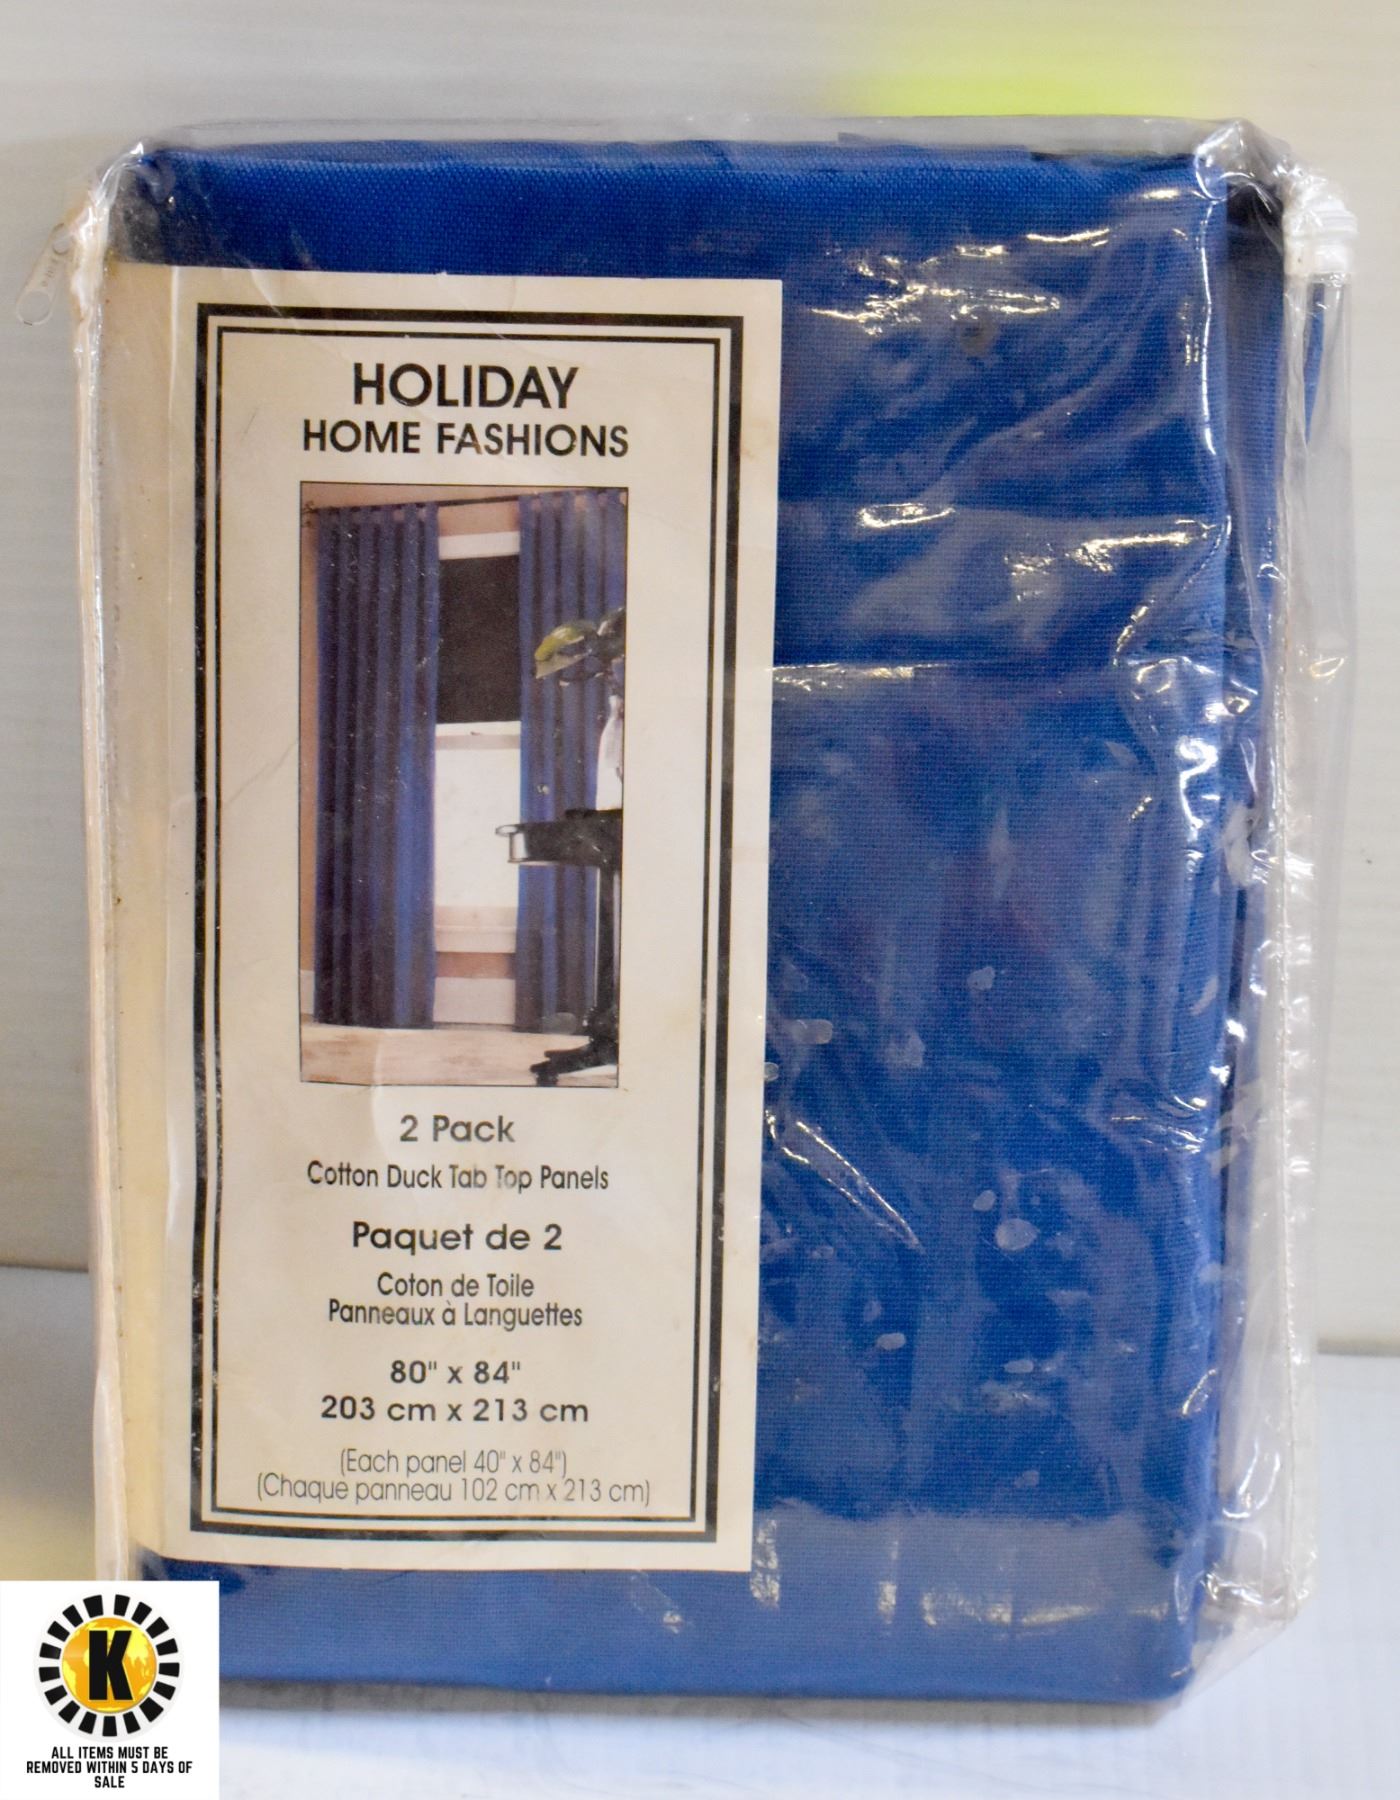 HOLIDAY
HOME FASHIONS
2 Pack
Cotton Duck Tab Top Panels
Paquet de 2
Coton de Toile
Panneaux à Languettes
80" x 84"
203 cm x 213 cm
(Each panel 40" x 84")
(Chaque panneau 102 cm x 213 cm)
K
ALL ITEMS MUST BE
REMOVED WITHIN 5 DAYS OF
SALE